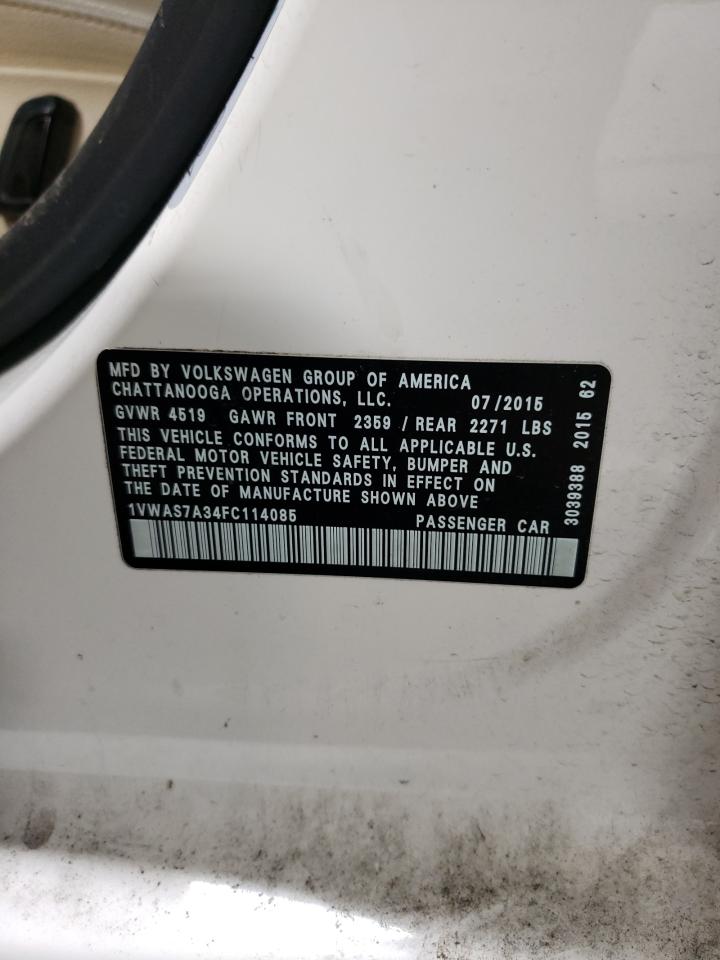 MFD BY VOLKSWAGEN GROUP OF AMERICA
CHATTANOOGA OPERATIONS, LLC. 07/2015
GVWR 4519 GAWR FRONT 2359 / REAR 2271 LBS
THIS VEHICLE CONFORMS TO ALL APPLICABLE U.S.
FEDERAL MOTOR VEHICLE SAFETY, BUMPER AND
THEFT PREVENTION STANDARDS IN EFFECT ON
THE DATE OF MANUFACTURE SHOWN ABOVE
1VWAS7A34FC114085 PASSENGER CAR
3039388 2015 62